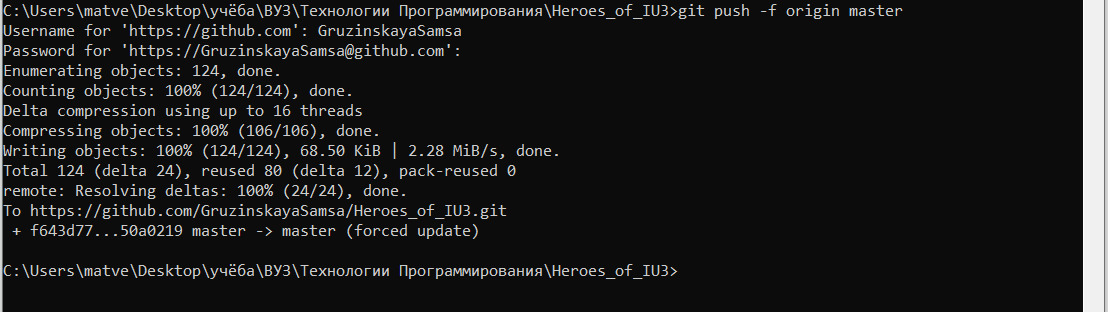 C:\Users\matve\Desktop\учёба\ВУЗ\Технологии Программирования\Heroes_of_IU3>git push -f origin master
Username for 'https://github.com': GruzinskayaSamsa
Password for 'https://GruzinskayaSamsa@github.com':
Enumerating objects: 124, done.
Counting objects: 100% (124/124), done.
Delta compression using up to 16 threads
Compressing objects: 100% (106/106), done.
Writing objects: 100% (124/124), 68.50 KiB | 2.28 MiB/s, done.
Total 124 (delta 24), reused 80 (delta 12), pack-reused 0
remote: Resolving deltas: 100% (24/24), done.
To https://github.com/GruzinskayaSamsa/Heroes_of_IU3.git
 + f643d77...50a0219 master -> master (forced update)
C:\Users\matve\Desktop\учёба\ВУЗ\Технологии Программирования\Heroes_of_IU3>